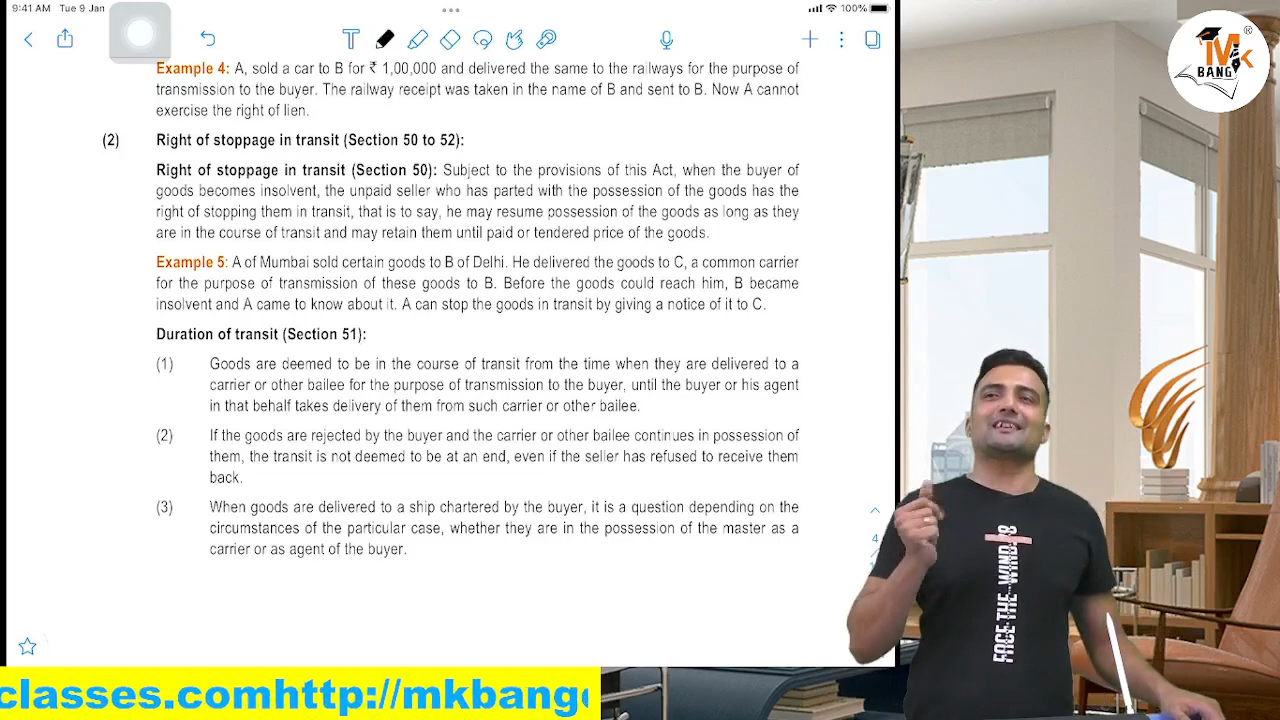 9:41 AM Tue 9 Jan
100%
MK
BANG
®
Example 4: A, sold a car to B for ₹ 1,00,000 and delivered the same to the railways for the purpose of
transmission to the buyer. The railway receipt was taken in the name of B and sent to B. Now A cannot
exercise the right of lien.
(2) Right of stoppage in transit (Section 50 to 52):
Right of stoppage in transit (Section 50): Subject to the provisions of this Act, when the buyer of
goods becomes insolvent, the unpaid seller who has parted with the possession of the goods has the
right of stopping them in transit, that is to say, he may resume possession of the goods as long as they
are in the course of transit and may retain them until paid or tendered price of the goods.
Example 5: A of Mumbai sold certain goods to B of Delhi. He delivered the goods to C, a common carrier
for the purpose of transmission of these goods to B. Before the goods could reach him, B became
insolvent and A came to know about it. A can stop the goods in transit by giving a notice of it to C.
Duration of transit (Section 51):
(1) Goods are deemed to be in the course of transit from the time when they are delivered to a
carrier or other bailee for the purpose of transmission to the buyer, until the buyer or his agent
in that behalf takes delivery of them from such carrier or other bailee.
(2) If the goods are rejected by the buyer and the carrier or other bailee continues in possession of
them, the transit is not deemed to be at an end, even if the seller has refused to receive them
back.
(3) When goods are delivered to a ship chartered by the buyer, it is a question depending on the
circumstances of the particular case, whether they are in the possession of the master as a
carrier or as agent of the buyer.
4
FACE THE WIND
classes.comhttp://mkbang